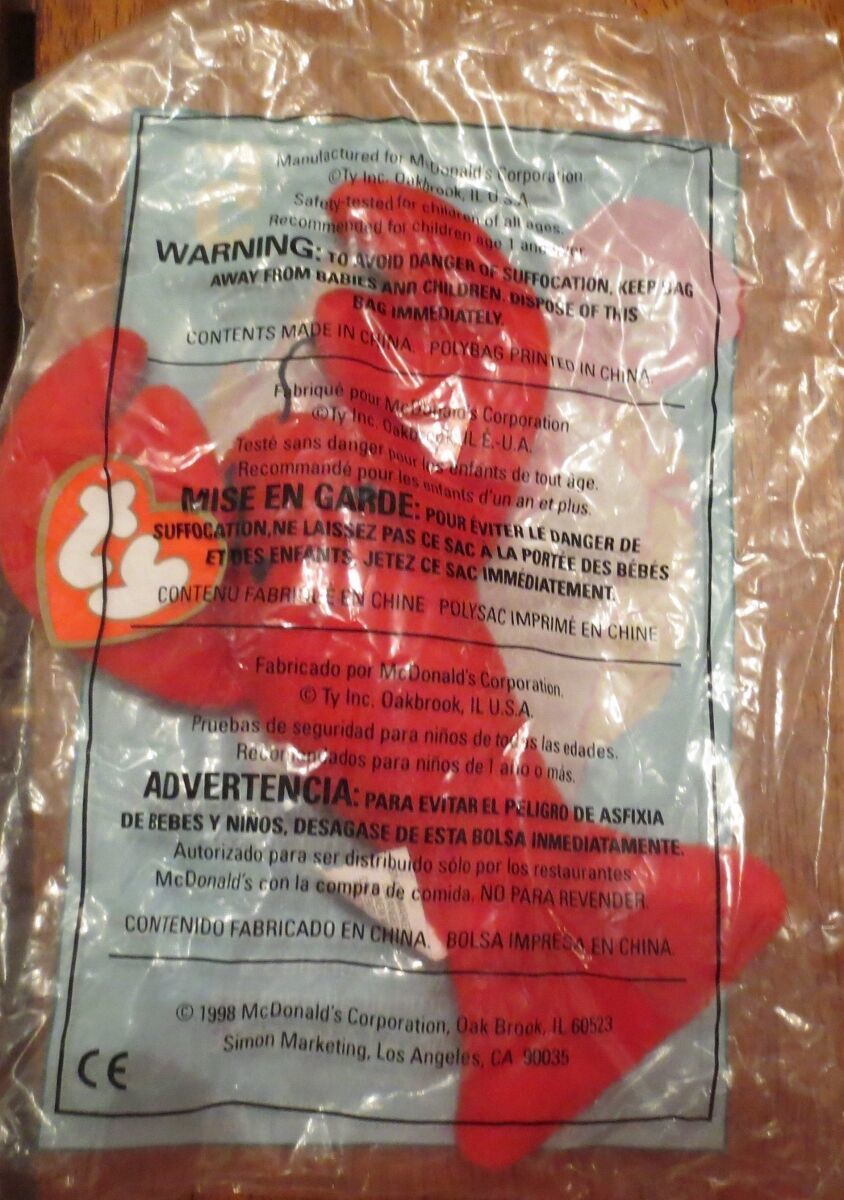 Manufactured for McDonald's Corporation
©Ty Inc. Oakbrook, IL U S A
Safety-tested for children of all ages.
Recommended for children age 1 and over
WARNING: TO AVOID DANGER OF SUFFOCATION, KEEP BAG
AWAY FROM BABIES AND CHILDREN. DISPOSE OF THIS
BAG IMMEDIATELY.
CONTENTS MADE IN CHINA. POLYBAG PRINTED IN CHINA.
Fabriqué pour McDonald's Corporation
©Ty Inc. Oakbrook, IL É.-U.A.
Testé sans danger pour les enfants de tout âge.
Recommandé pour les enfants d'un an et plus.
MISE EN GARDE: POUR ÉVITER LE DANGER DE
SUFFOCATION, NE LAISSEZ PAS CE SAC À LA PORTÉE DES BÉBÉS
ET DES ENFANTS. JETEZ CE SAC IMMÉDIATEMENT.
CONTENU FABRIQUÉ EN CHINE POLYSAC IMPRIMÉ EN CHINE
ty
Fabricado por McDonald's Corporation.
© Ty Inc. Oakbrook, IL U.S.A.
Pruebas de seguridad para niños de todas las edades.
Recomendados para niños de 1 año o más.
ADVERTENCIA: PARA EVITAR EL PELIGRO DE ASFIXIA
DE BEBES Y NIÑOS, DESAGASE DE ESTA BOLSA INMEDIATAMENTE.
Autorizado para ser distribuido sólo por los restaurantes
McDonald's con la compra de comida. NO PARA REVENDER.
CONTENIDO FABRICADO EN CHINA. BOLSA IMPRESA EN CHINA.
© 1998 McDonald's Corporation, Oak Brook, IL 60523
Simon Marketing, Los Angeles, CA 90035
CE